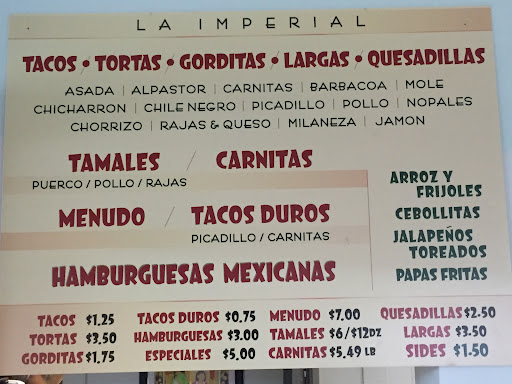 LA IMPERIAL
TACOS • TORTAS • GORDITAS • LARGAS • QUESADILLAS
ASADA | ALPASTOR | CARNITAS | BARBACOA | MOLE
CHICHARRON | CHILE NEGRO | PICADILLO | POLLO | NOPALES
CHORRIZO | RAJAS & QUESO | MILANEZA | JAMON
TAMALES / CARNITAS
PUERCO / POLLO / RAJAS
MENUDO / TACOS DUROS
PICADILLO / CARNITAS
HAMBURGUESAS MEXICANAS
ARROZ Y
FRIJOLES
CEBOLLITAS
JALAPEÑOS
TOREADOS
PAPAS FRITAS
TACOS $1.25 TACOS DUROS $0.75 MENUDO $7.00 QUESADILLAS $2.50
TORTAS $3.50 HAMBURGUESAS $3.00 TAMALES $6/$12DZ LARGAS $3.50
GORDITAS $1.75 ESPECIALES $5.00 CARNITAS $5.49 LB SIDES $1.50